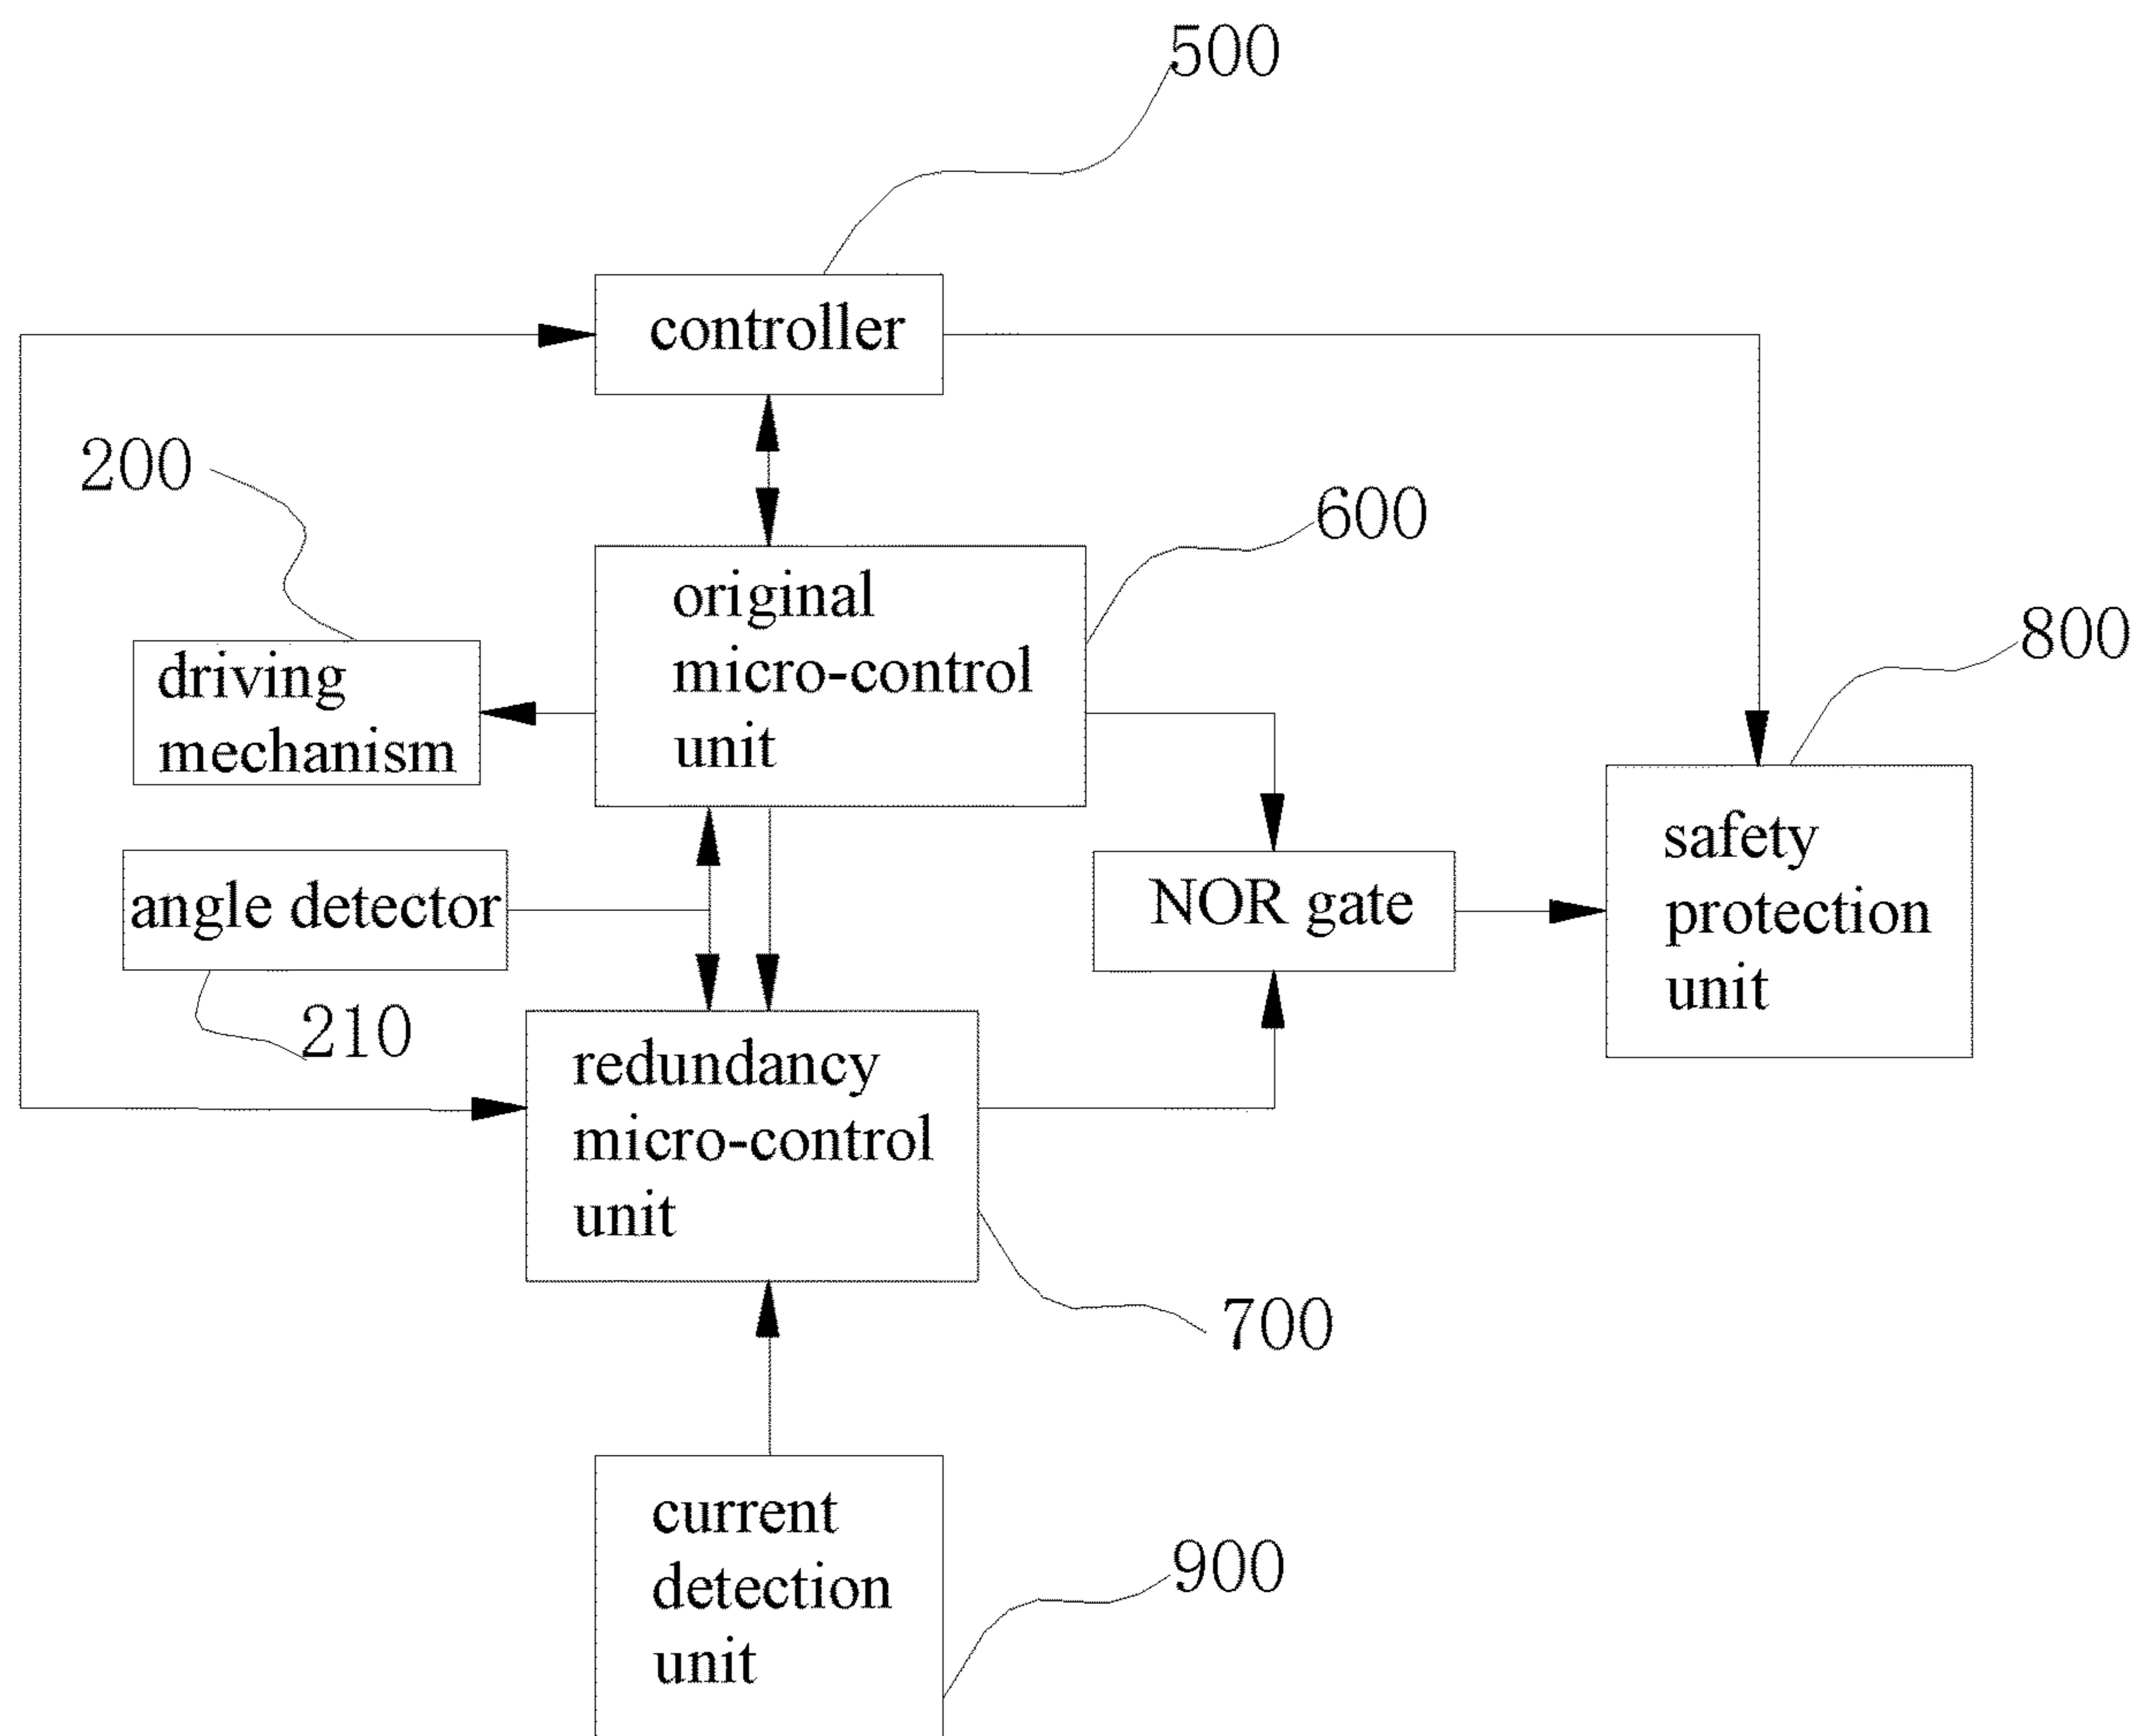 500
controller
200
600
original
micro-control
unit
800
driving
mechanism
safety
protection
unit
angle detector
NOR gate
210
redundancy
micro-control
unit
700
current
detection
unit
900